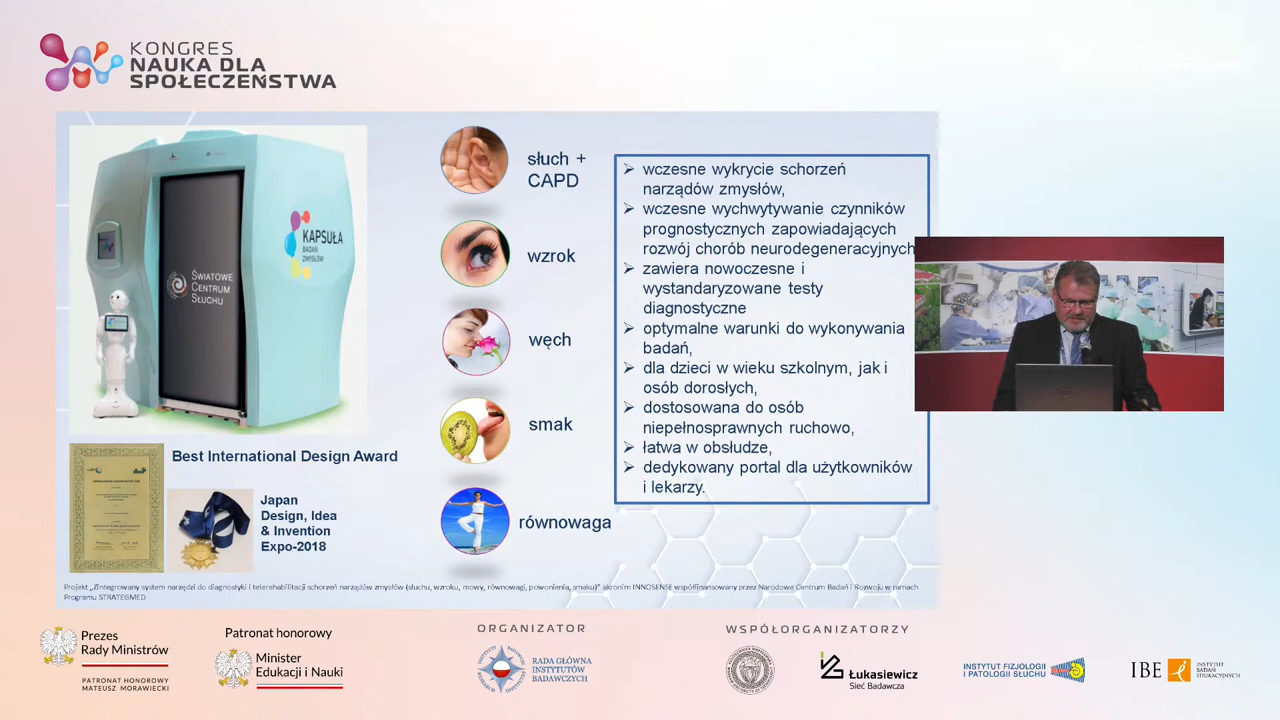 KONGRES
NAUKA DLA
SPOŁECZEŃSTWA
KAPSUŁA
BADAŃ
ZMYSŁÓW
ŚWIATOWE
CENTRUM
SŁUCHU
słuch +
CAPD
wzrok
węch
smak
równowaga
wczesne wykrycie schorzeń
narządów zmysłów,
wczesne wychwytywanie czynników
prognostycznych zapowiadających
rozwój chorób neurodegeneracyjnych
zawiera nowoczesne i
wystandaryzowane testy
diagnostyczne
optymalne warunki do wykonywania
badań,
dla dzieci w wieku szkolnym, jak i
osób dorosłych,
dostosowana do osób
niepełnosprawnych ruchowo,
łatwa w obsłudze,
dedykowany portal dla użytkowników
i lekarzy.
Best International Design Award
Japan
Design, Idea
& Invention
Expo-2018
Projekt „Zintegrowany system narzędzi do diagnostyki i telerehabilitacji schorzeń narządów zmysłów (słuchu, wzroku, mowy, równowagi, powonienia, smaku)" akronim INNOSENSE współfinansowany przez Narodowe Centrum Badań i Rozwoju w ramach
Programu STRATEGMED
Prezes
Rady Ministrów
PATRONAT HONOROWY
MATEUSZ MORAWIECKI
Patronat honorowy
Minister
Edukacji i Nauki
ORGANIZATOR
RADA GŁÓWNA
INSTYTUTÓW
BADAWCZYCH
WSPÓŁORGANIZATORZY
Łukasiewicz
Sieć Badawcza
INSTYTUT FIZJOLOGII
I PATOLOGII SŁUCHU
IBE
INSTYTUT
BADAŃ
EDUKACYJNYCH